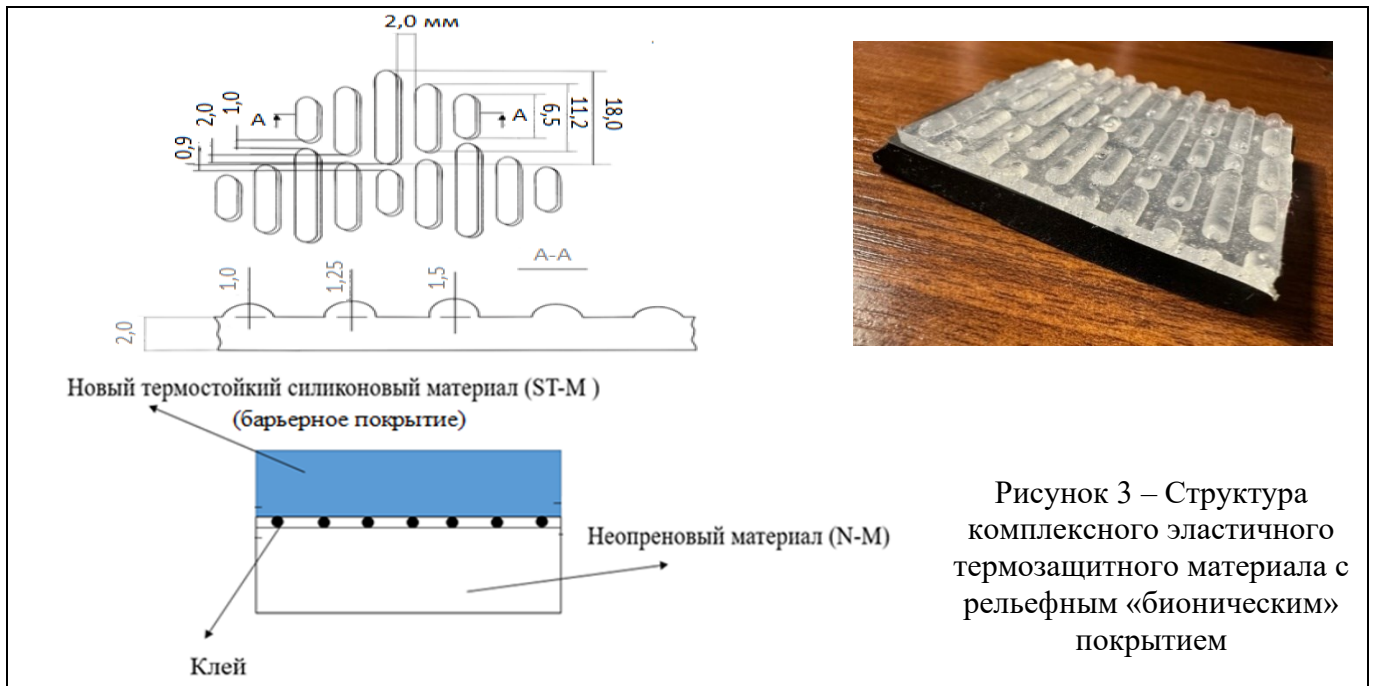 2,0 мм
0,9
2,0
1,0
A
A
6,5
11,2
18,0
A-A
1,0
1,25
1,5
2,0
Новый термостойкий силиконовый материал (ST-M )
(барьерное покрытие)
Неопреновый материал (N-M)
Клей
Рисунок 3 – Структура
комплексного эластичного
термозащитного материала с
рельефным «бионическим»
покрытием